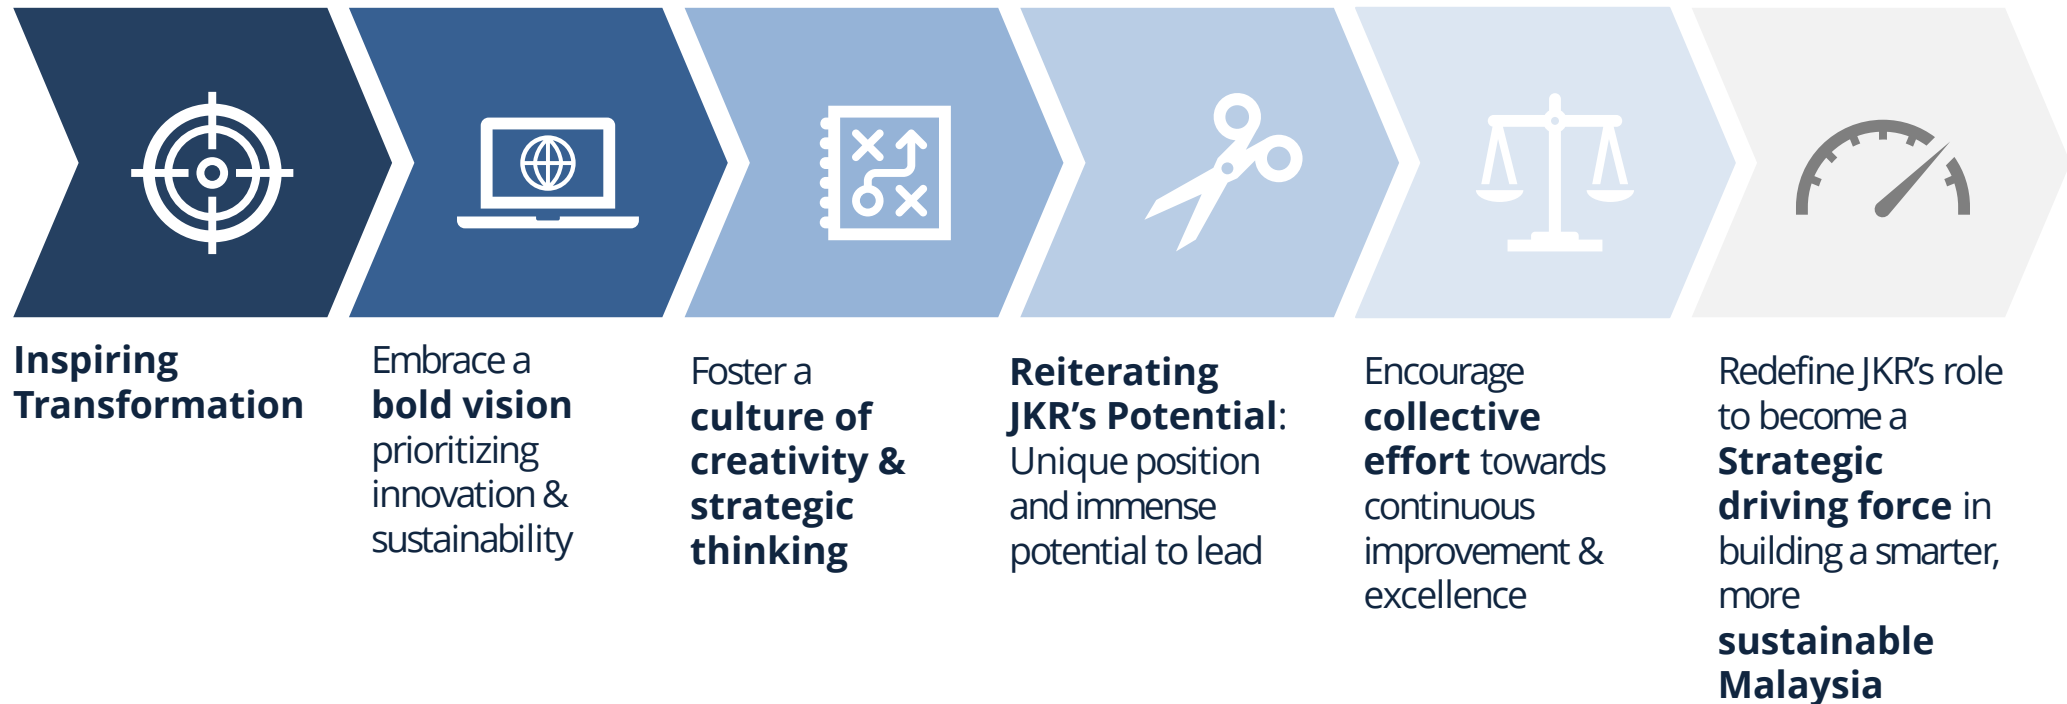 Inspiring
Transformation
Embrace a
bold vision
prioritizing
innovation &
sustainability
Foster a
culture of
creativity &
strategic
thinking
Reiterating
JKR’s Potential:
Unique position
and immense
potential to lead
Encourage
collective
effort towards
continuous
improvement &
excellence
Redefine JKR’s role
to become a
Strategic
driving force in
building a smarter,
more
sustainable
Malaysia